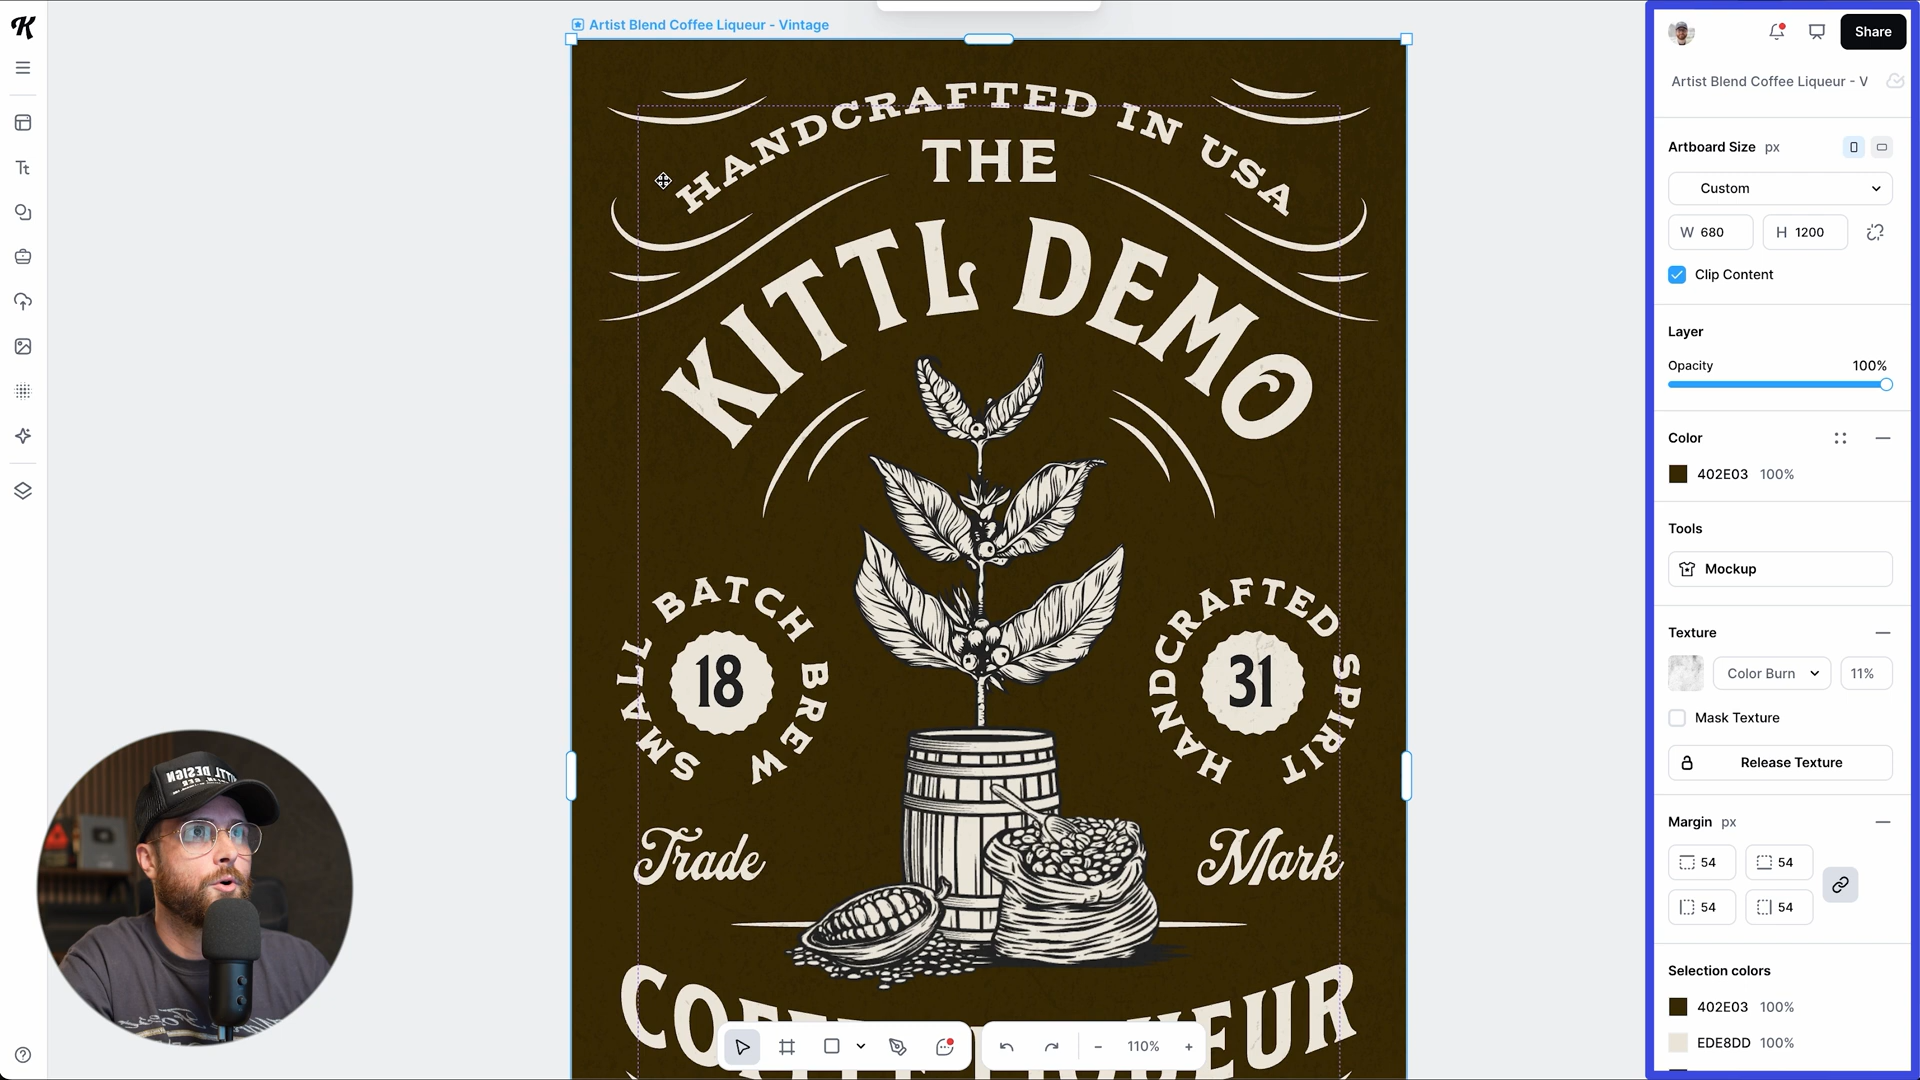 K
Artist Blend Coffee Liqueur - Vintage
Share
Artist Blend Coffee Liqueur - V
HANDCRAFTED IN USA
THE
KITTL DEMO
SMALL BATCH BREW
18
HANDCRAFTED SPIRIT
31
Trade
Mark
Tt
Artboard Size px
Custom
W 680
H 1200
Clip Content
Layer
Opacity 100%
Color
402E03 100%
Tools
Mockup
Texture
Color Burn
11%
Mask Texture
Release Texture
Margin px
54
54
54
54
Selection colors
402E03 100%
EDE8DD 100%
110%